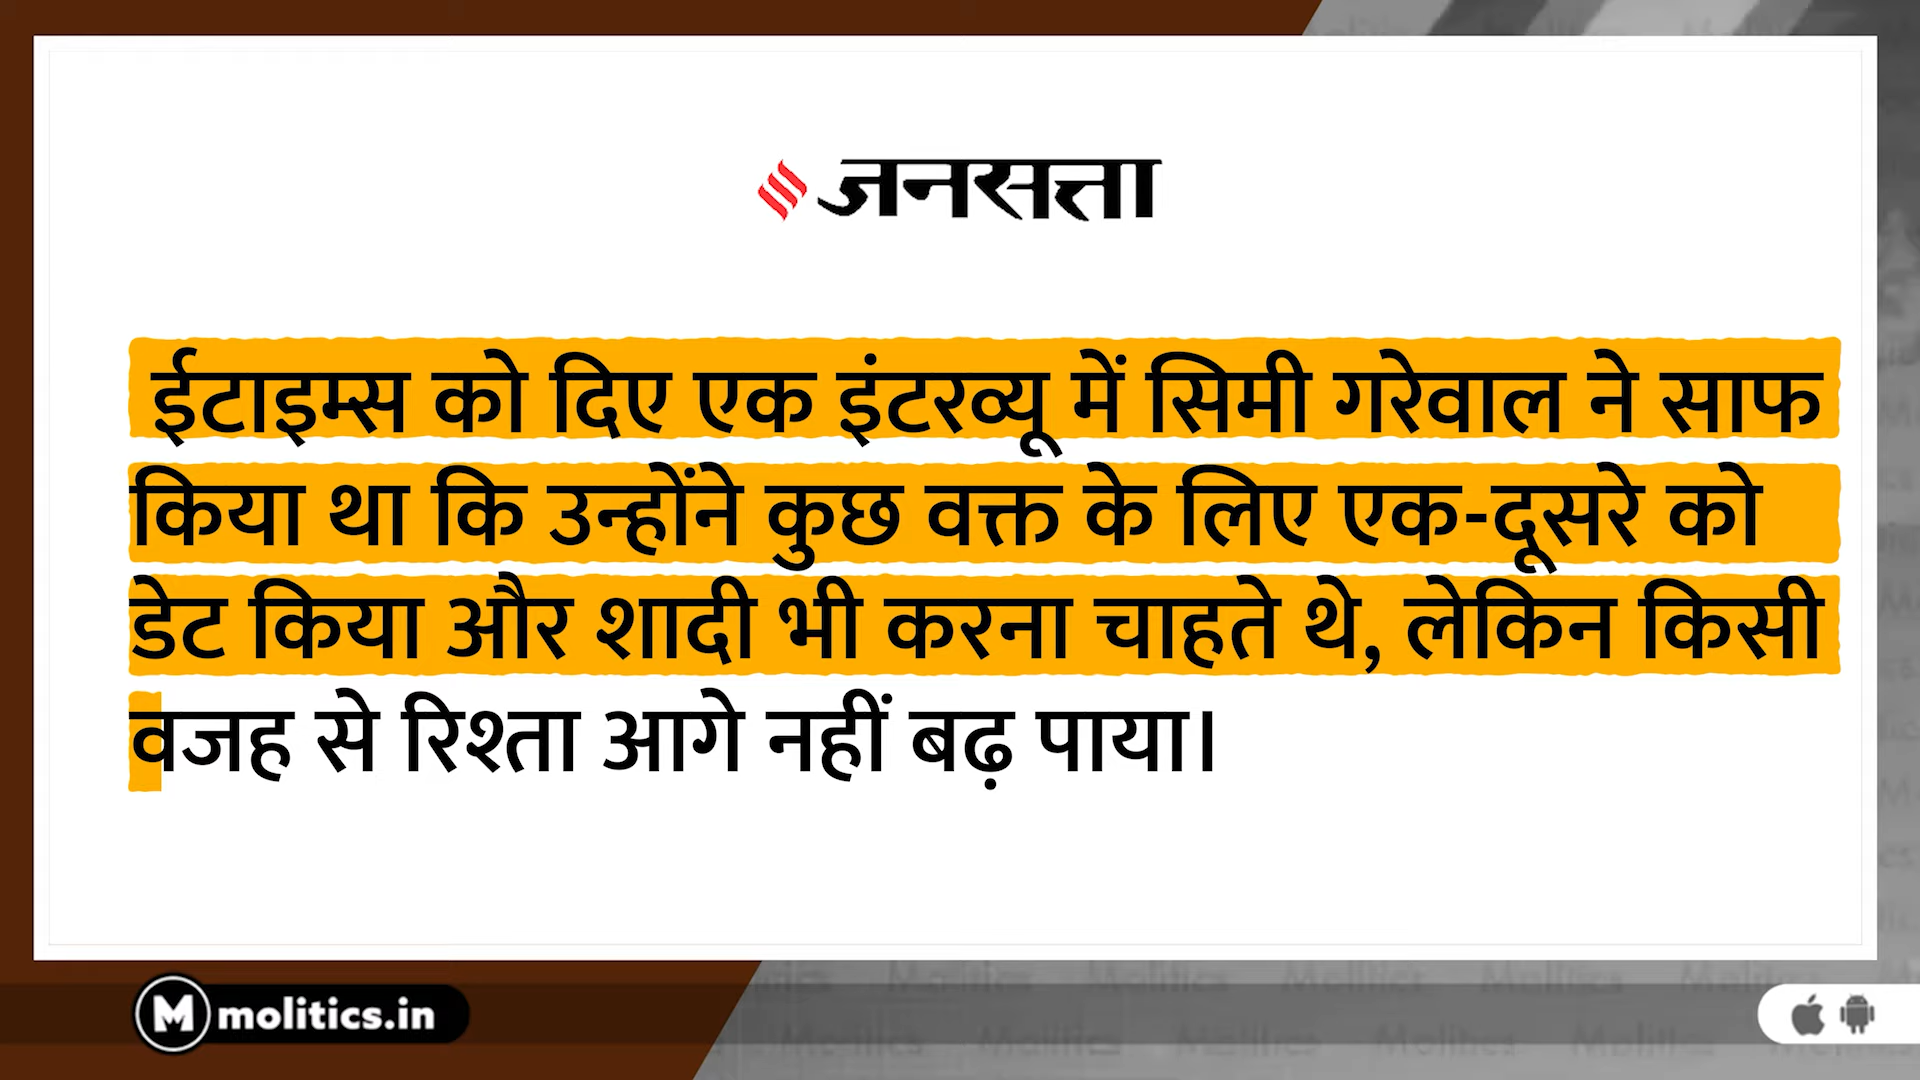 जनसत्ता
ईटाइम्स को दिए एक इंटरव्यू में सिमी गरेवाल ने साफ
किया था कि उन्होंने कुछ वक्त के लिए एक-दूसरे को
डेट किया और शादी भी करना चाहते थे, लेकिन किसी
वजह से रिश्ता आगे नहीं बढ़ पाया।
M molitics.in